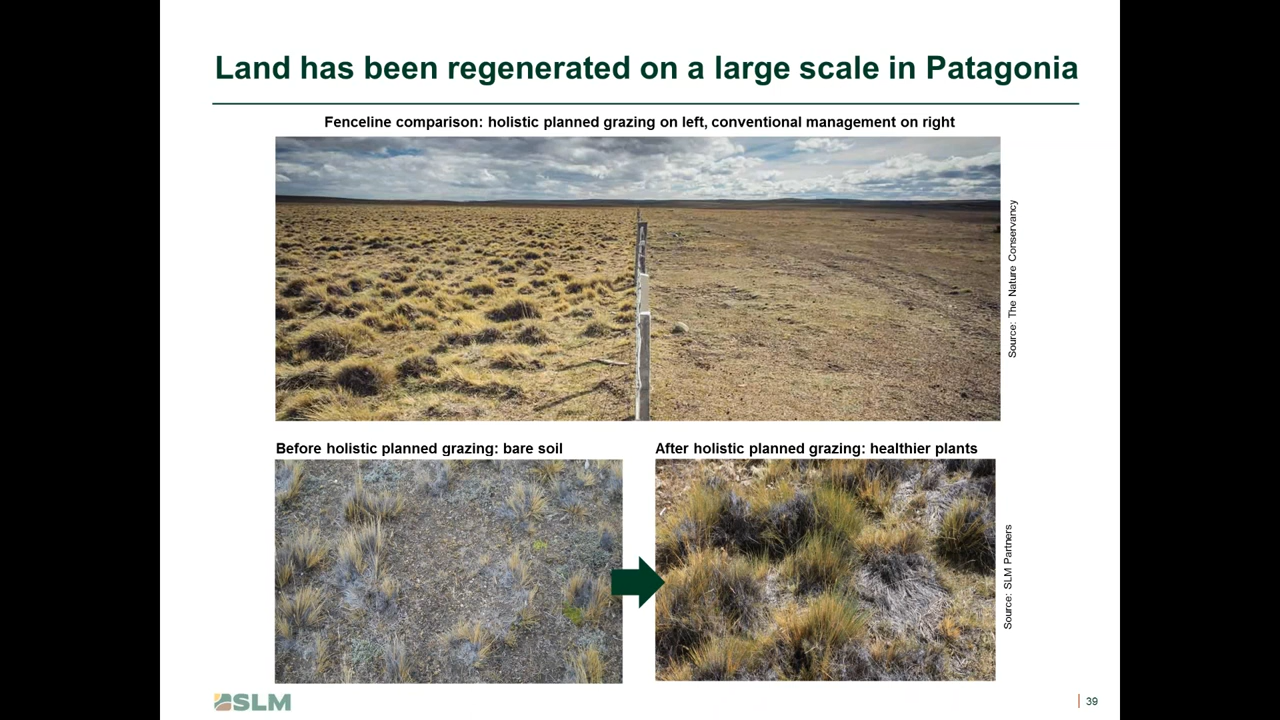 Land has been regenerated on a large scale in Patagonia
Fenceline comparison: holistic planned grazing on left, conventional management on right
Source: The Nature Conservancy
Before holistic planned grazing: bare soil
After holistic planned grazing: healthier plants
Source: SLM Partners
SLM
39